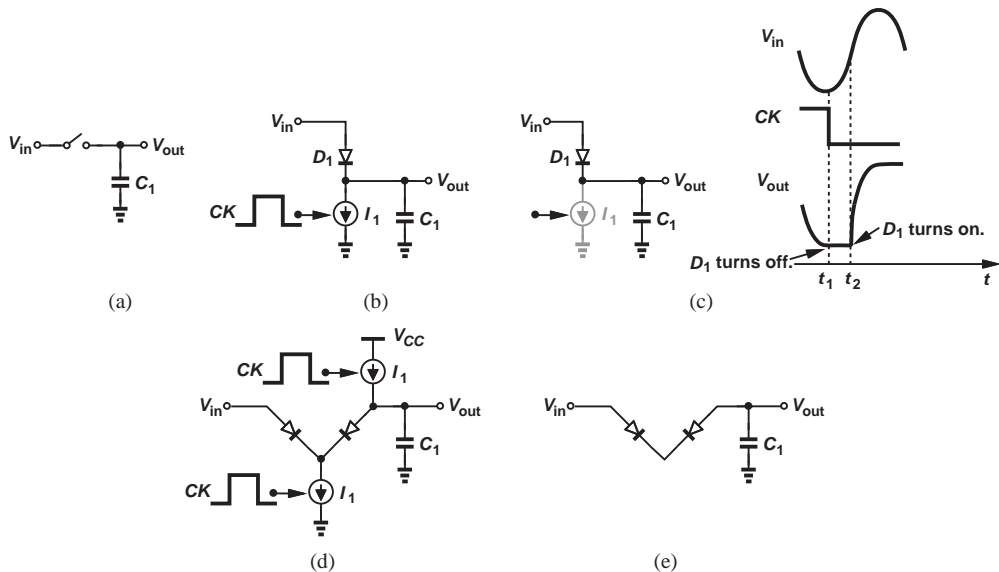 V_in V_out
C_1
(a)
V_in
D_1
V_out
CK I_1 C_1
(b)
V_in
D_1
V_out
I_1 C_1
(c)
V_in
CK
V_out
D_1 turns on.
D_1 turns off.
t_1 t_2 t
V_CC
CK I_1
V_in V_out
C_1
CK I_1
(d)
V_in V_out
C_1
(e)